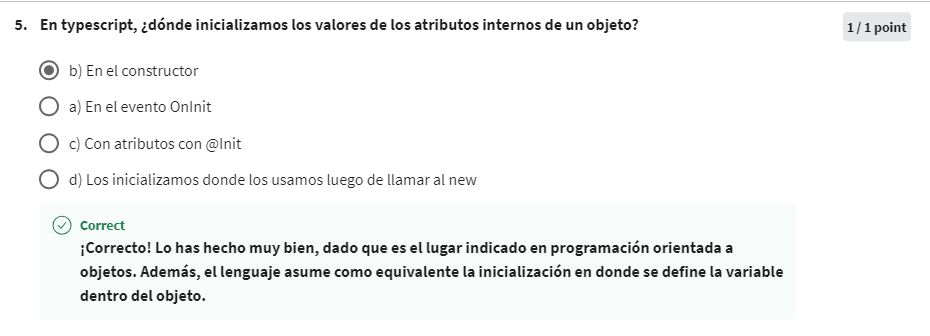 5. En typescript, ¿dónde inicializamos los valores de los atributos internos de un objeto?
1 / 1 point
b) En el constructor
a) En el evento OnInit
c) Con atributos con @Init
d) Los inicializamos donde los usamos luego de llamar al new
Correct
¡Correcto! Lo has hecho muy bien, dado que es el lugar indicado en programación orientada a
objetos. Además, el lenguaje asume como equivalente la inicialización en donde se define la variable
dentro del objeto.